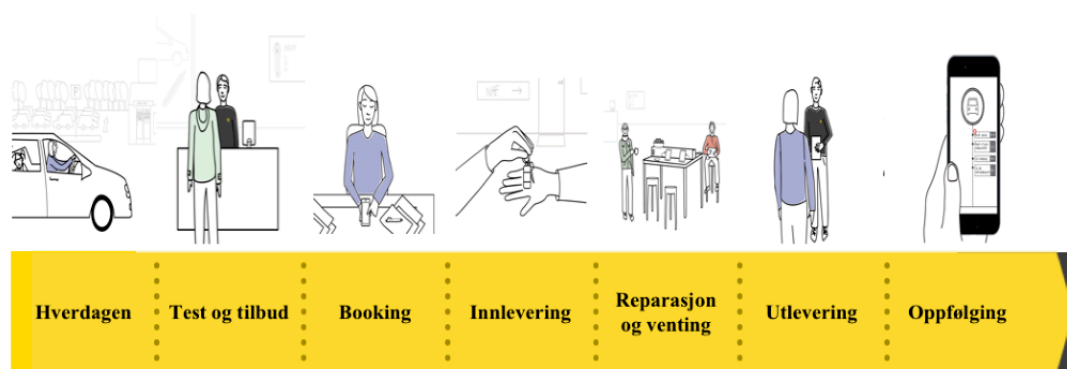 Hverdagen
Test og tilbud
Booking
Innlevering
Reparasjon
og venting
Utlevering
Oppfølging